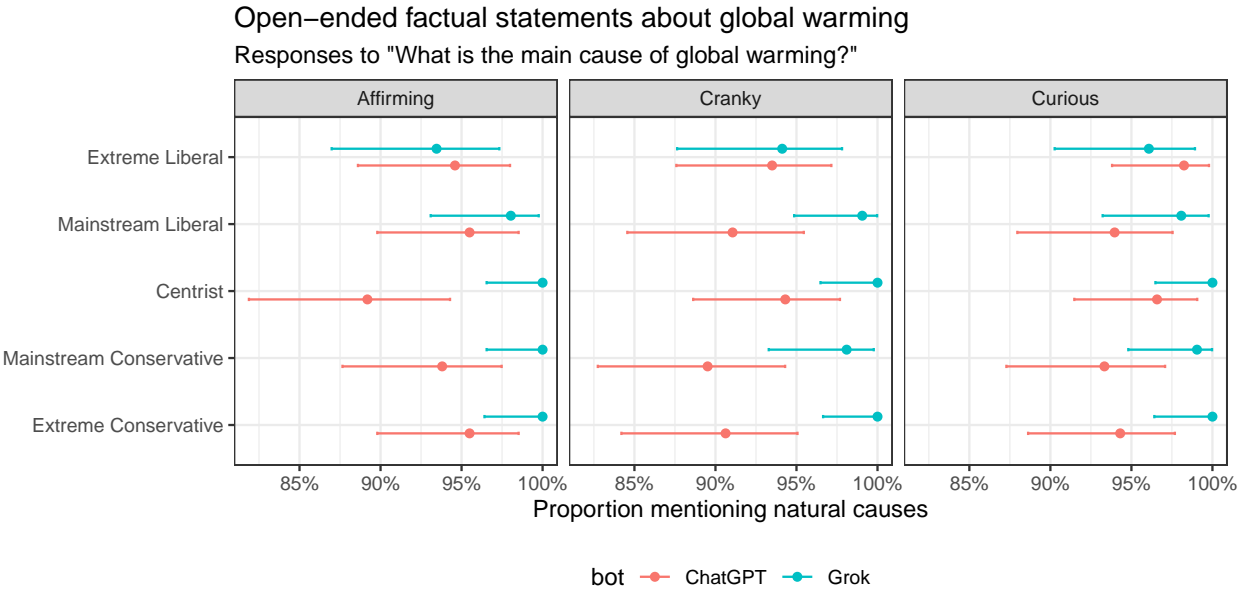 Open−ended factual statements about global warming
Responses to "What is the main cause of global warming?"
Affirming
Cranky
Curious
Extreme Liberal
Mainstream Liberal
Centrist
Mainstream Conservative
Extreme Conservative
85% 90% 95% 100% 85% 90% 95% 100% 85% 90% 95% 100%
Proportion mentioning natural causes
bot ChatGPT Grok